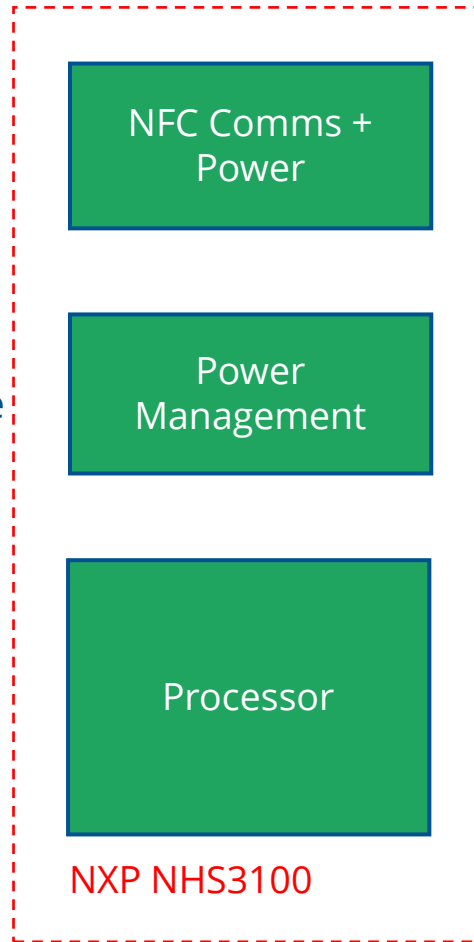 NFC Comms +
Power
Power
Management
e
Processor
NXP NHS3100